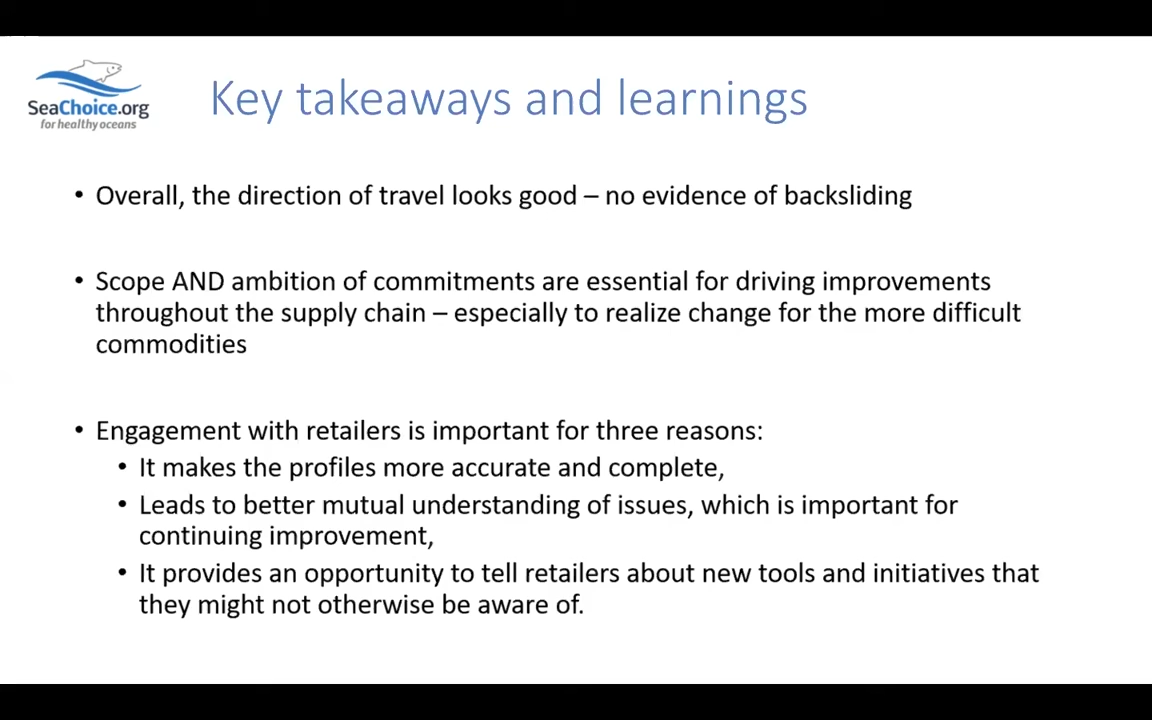 SeaChoice.org
for healthy oceans
Key takeaways and learnings
• Overall, the direction of travel looks good – no evidence of backsliding
• Scope AND ambition of commitments are essential for driving improvements
throughout the supply chain – especially to realize change for the more difficult
commodities
• Engagement with retailers is important for three reasons:
• It makes the profiles more accurate and complete,
• Leads to better mutual understanding of issues, which is important for
continuing improvement,
• It provides an opportunity to tell retailers about new tools and initiatives that
they might not otherwise be aware of.